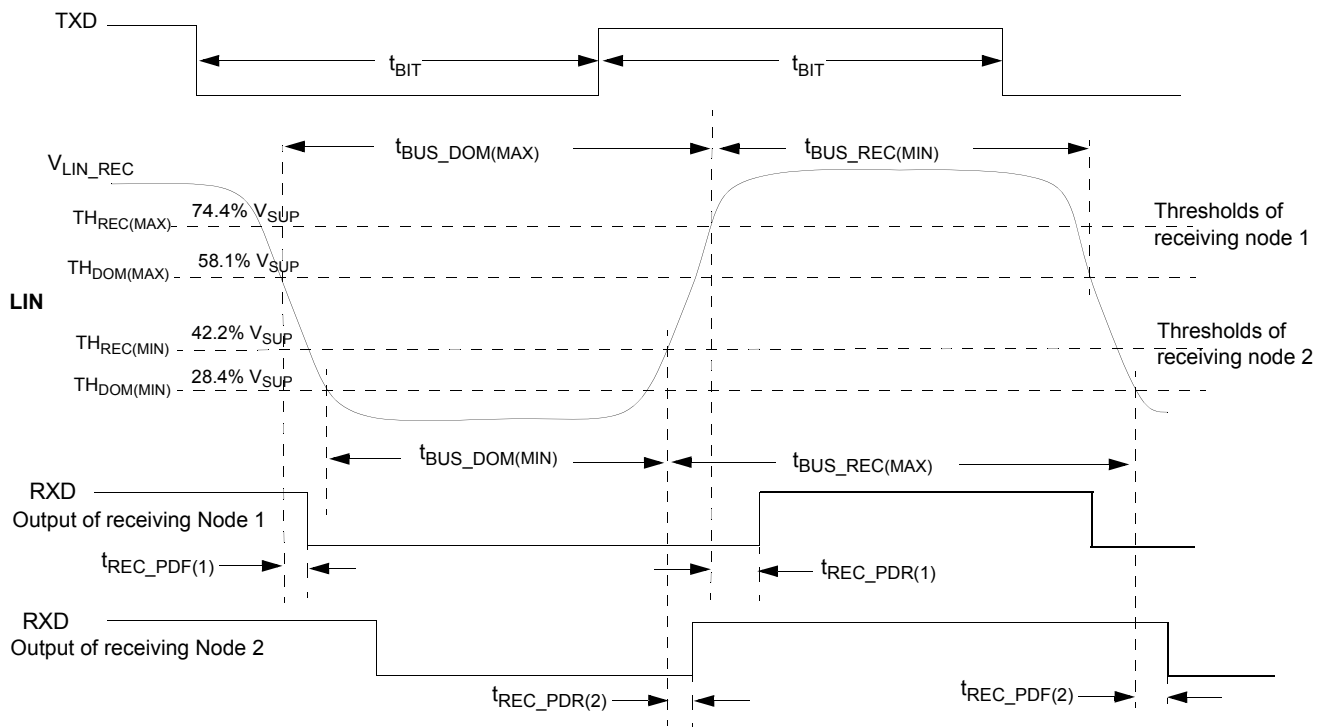 TXD
tBIT
tBIT
tBUS_DOM(MAX)
tBUS_REC(MIN)
VLIN_REC
THREC(MAX) 74.4% VSUP
Thresholds of
receiving node 1
THDOM(MAX) 58.1% VSUP
LIN
THREC(MIN) 42.2% VSUP
Thresholds of
receiving node 2
THDOM(MIN) 28.4% VSUP
tBUS_DOM(MIN)
tBUS_REC(MAX)
RXD
Output of receiving Node 1
tREC_PDF(1)
tREC_PDR(1)
RXD
Output of receiving Node 2
tREC_PDR(2)
tREC_PDF(2)